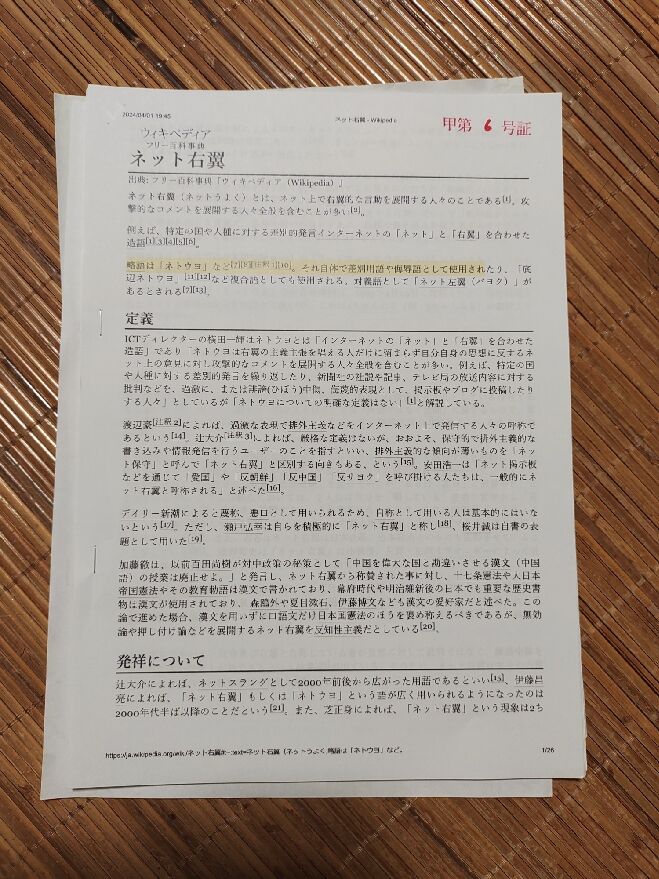 2024/04/01 19:45
ネット右翼 - Wikipedia
甲第 6 号証
ウィキペディア
フリー百科事典
ネット右翼
出典: フリー百科事典『ウィキペディア（Wikipedia）』
ネット右翼（ネットうよく）とは、ネット上で右翼的な言動を展開する人々のことである[1]。攻
撃的なコメントを展開する人々全般を含むことが多い[2]。
例えば、特定の国や人種に対する差別的発言インターネットの「ネット」と「右翼」を合わせた
造語[1][3][4][5][6]。
略語は「ネトウヨ」など[7][8][注釈 1][10]。それ自体で差別用語や侮辱語として使用されたり、「底
辺ネトウヨ」[11][12]など複合語としても使用される、対義語として「ネット左翼（パヨク）」が
あるとされる[7][13]。
定義
ICTディレクターの横田一輝はネトウヨとは「インターネットの「ネット」と「右翼」を合わせた
造語」であり「ネトウヨは右翼の主義主張を唱える人だけに留まらず自分自身の思想に反するネ
ット上の意見に対し攻撃的なコメントを展開する人々全般を含むことが多い、例えば、特定の国
や人種に対する差別的発言を繰り返したり、新聞社の社説や記事、テレビ局の放送内容に対する
批判などを、過敏に、または誹謗(ひぼう)中傷、侮蔑的表現として、掲示板やブログに投稿したり
する人々」としているが「ネトウヨについての明確な定義はない」[1]と解説している。
渡辺豪[注釈 2]によれば、過激な表現で排外主義などをインターネットで発信する人々の呼称で
あるという[14]。辻大介[注釈 3]によれば、厳格な定義はないが、おおよそ、保守的で排外主義的な
書き込みや情報発信を行うユーザーのことを指すといい、排外主義的な傾向が薄いものを「ネッ
ト保守」と呼んで「ネット右翼」と区別する向きもある、という[15]。安田浩一は「ネット掲示板
などを通じて「愛国」や「反朝鮮」「反中国」「反サヨク」を呼び掛ける人たちは、一般的にネ
ット右翼と呼称される」と述べた[16]。
デイリー新潮によると蔑称、悪口として用いられるため、自称として用いる人は基本的にはいな
いという[17]。ただし、瀬戸弘幸は自らを積極的に「ネット右翼」と称し[18]、桜井誠は自書の表
題として用いた[19]。
加藤徹は、以前百田尚樹が対中政策の秘策として「中国を偉大な国と勘違いさせる漢文（中国
語）の授業は廃止せよ。」と発言し、ネット右翼から称賛された事に対し、十七条憲法や大日本
帝国憲法やその教育勅語は漢文で書かれており、幕府時代や明治維新後の日本でも重要な歴史書
物は漢文が使用されており、森鷗外や夏目漱石、伊藤博文なども漢文の愛好家だと述べた。この
論で進めた場合、漢文を用いずに口語文だけ日本国憲法のほうを褒め称えるべきであるが、無効
論や押し付け論などを展開するネット右翼を反知性主義だとしている[20]。
発祥について
辻大介によれば、ネットスラングとして2000年前後から広がった用語であるといい[15]、伊藤昌
亮によれば、「ネット右翼」もしくは「ネトウヨ」という語が広く用いられるようになったのは
2000年代半ば以降のことだという[21]。また、芝正身によれば、「ネット右翼」という現象は2ち
1/26